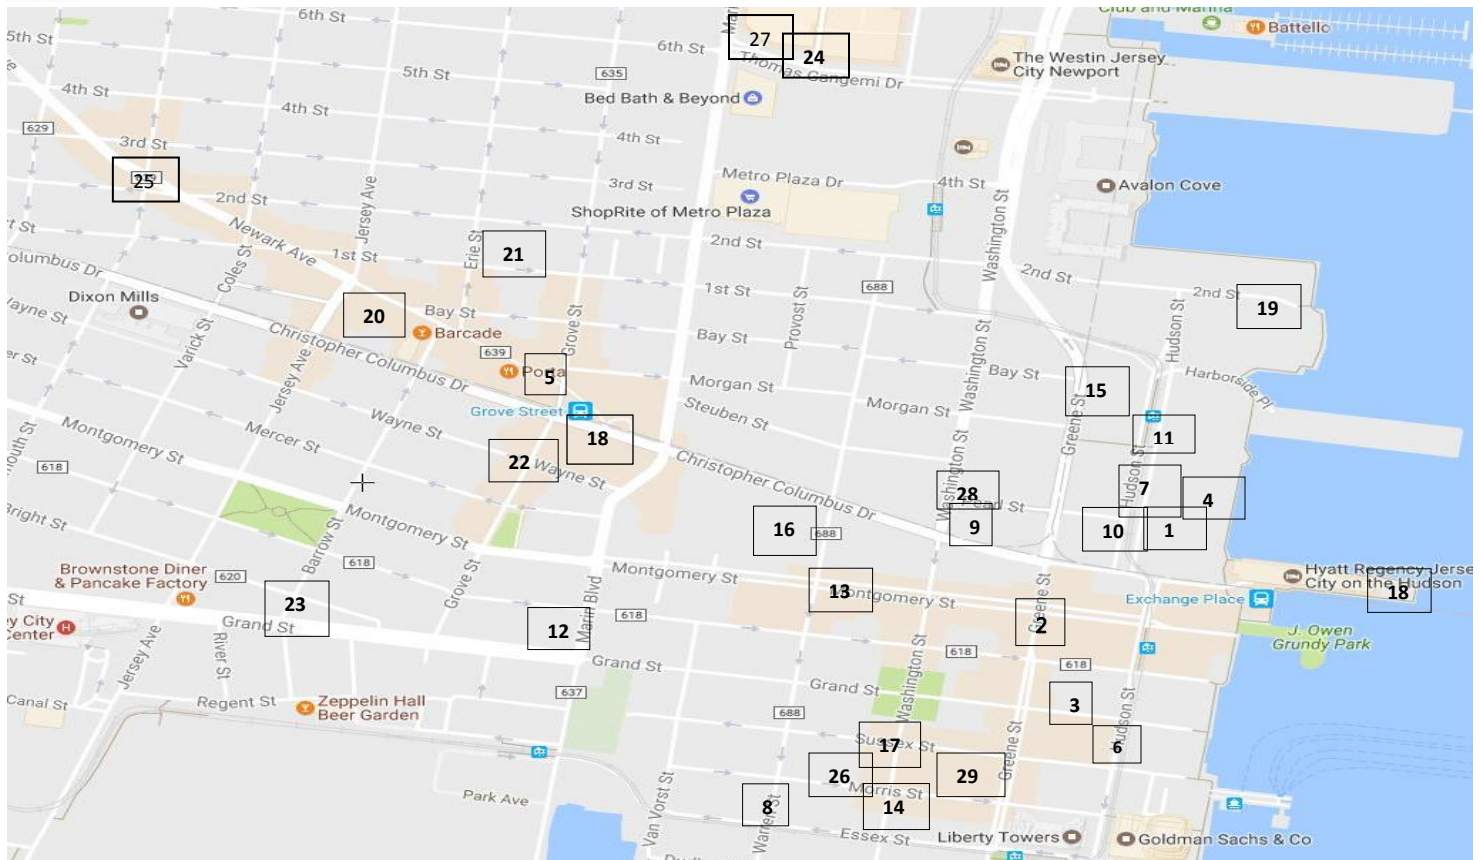 6th St
5th St
5th St
4th St
4th St
629
3rd St
25
2nd St
Newark Ave
Jersey Ave
1st St
Coles St
Erie St
21
635
6th St
27
24
Thomas Gangemi Dr
Bed Bath & Beyond
4th St
3rd St
Metro Plaza Dr
4th St
ShopRite of Metro Plaza
2nd St
1st St
688
Provost St
Bay St
Morgan St
Steuben St
Morgan St
Club and Marina
Battello
The Westin Jersey
City Newport
Avalon Cove
Washington St
2nd St
2nd St
19
Hudson St
Harborside Pl
Bay St
Washington St
15
Greene St
11
Hudson St
7
4
10
1
Washington St
28
Pearl St
9
Dixon Mills
Varick St
20
Bay St
Barcade
Grove St
639
Porta
5
Christopher Columbus Dr
Jersey Ave
Grove Street
18
Wayne St
22
Wayne St
Mercer St
Montgomery St
618
Bright St
Barrow St
Montgomery St
618
Christopher Columbus Dr
16
688
Brownstone Diner
& Pancake Factory
620
23
Grand St
River St
Jersey Ave
Canal St
Regent St
Zeppelin Hall
Beer Garden
Grove St
12
Marin Blvd
618
Montgomery St
13
Montgomery St
Grand St
637
Grand St
688
Washington St
618
Greene St
2
618
3
Hudson St
6
Exchange Place
Hyatt Regency Jerse
City on the Hudson
18
J. Owen
Grundy Park
Sussex St
17
26
29
Greene St
Morris St
14
8
Warren St
Van Vorst St
Park Ave
Essex St
Liberty Towers
Goldman Sachs & Co